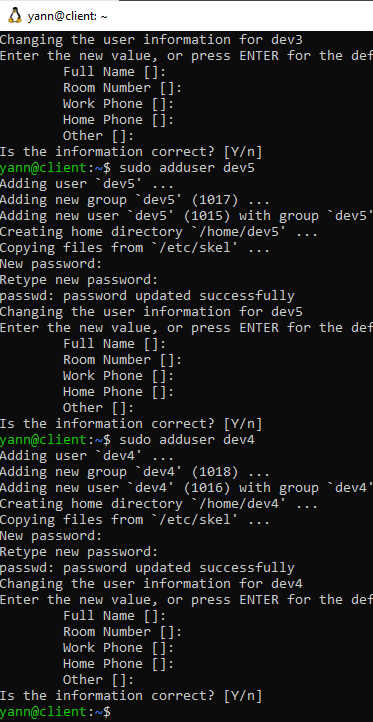 yann@client: ~
Changing the user information for dev3
Enter the new value, or press ENTER for the def
Full Name []:
Room Number []:
Work Phone []:
Home Phone []:
Other []:
Is the information correct? [Y/n]
yann@client:~$ sudo adduser dev5
Adding user `dev5' ...
Adding new group `dev5' (1017) ...
Adding new user `dev5' (1015) with group `dev5'
Creating home directory `/home/dev5' ...
Copying files from `/etc/skel' ...
New password:
Retype new password:
passwd: password updated successfully
Changing the user information for dev5
Enter the new value, or press ENTER for the def
Full Name []:
Room Number []:
Work Phone []:
Home Phone []:
Other []:
Is the information correct? [Y/n]
yann@client:~$ sudo adduser dev4
Adding user `dev4' ...
Adding new group `dev4' (1018) ...
Adding new user `dev4' (1016) with group `dev4'
Creating home directory `/home/dev4' ...
Copying files from `/etc/skel' ...
New password:
Retype new password:
passwd: password updated successfully
Changing the user information for dev4
Enter the new value, or press ENTER for the def
Full Name []:
Room Number []:
Work Phone []:
Home Phone []:
Other []:
Is the information correct? [Y/n]
yann@client:~$